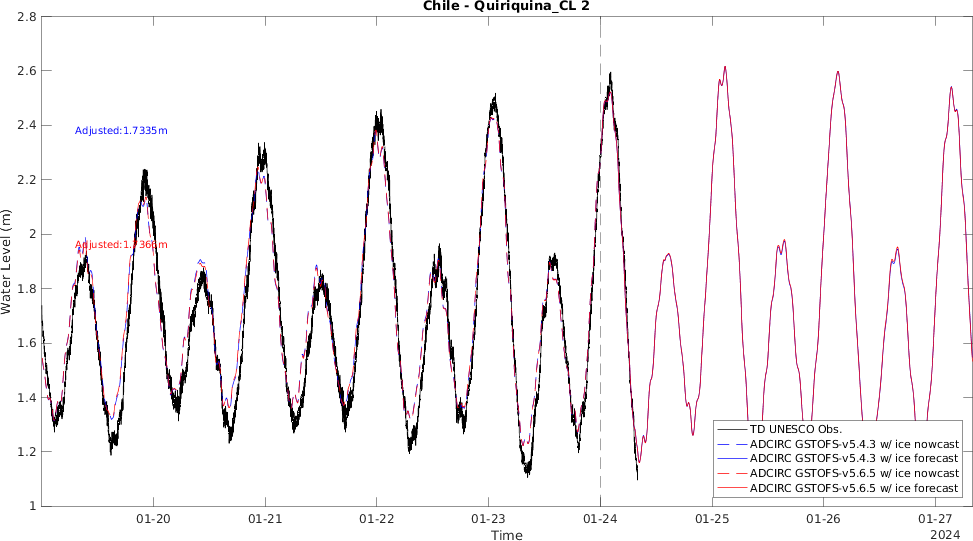 Chile - Quiriquina_CL 2
2.8
2.6
2.4
2.2
2
1.8
1.6
1.4
1.2
1
Water Level (m)
Adjusted:1.7335m
01-20
01-21
01-22
01-23
01-24
01-25
01-26
01-27
2024
Time
TD UNESCO Obs.
ADCIRC GSTOFS-v5.4.3 w/ ice nowcast
ADCIRC GSTOFS-v5.4.3 w/ ice forecast
ADCIRC GSTOFS-v5.6.5 w/ ice nowcast
ADCIRC GSTOFS-v5.6.5 w/ ice forecast